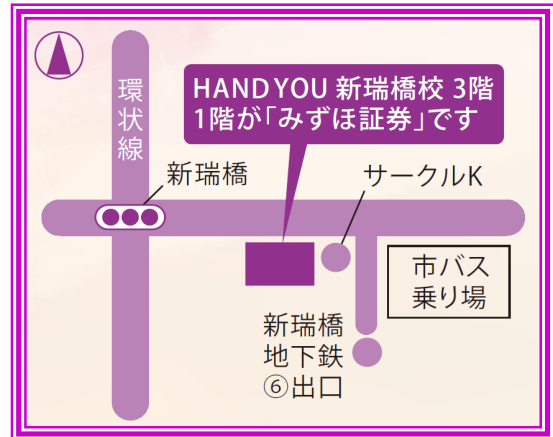 環状線
HAND YOU 新瑞橋校 3階
1階が「みずほ証券」です
新瑞橋
サークルK
市バス
乗り場
新瑞橋
地下鉄
⑥出口